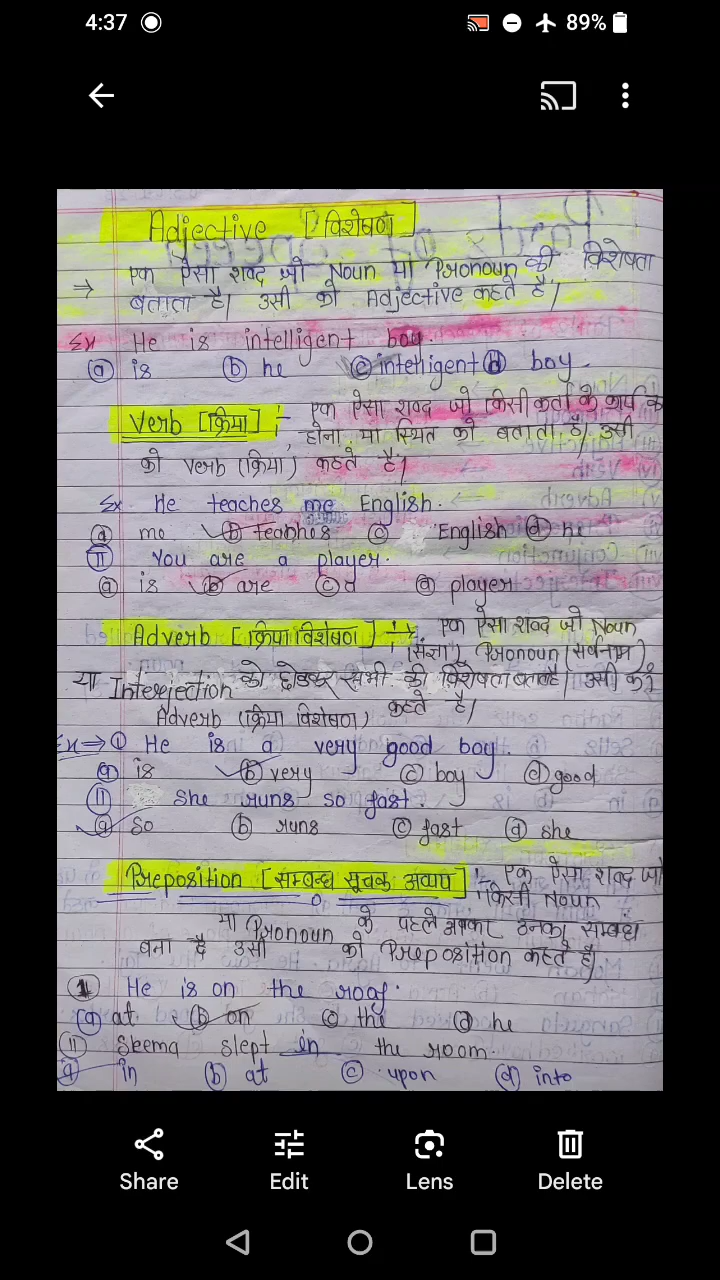 4:37
89%
Adjective [विशेषण]
⇒ एक ऐसा शब्द जो Noun या Pronoun की विशेषता
बताता है। उसी को Adjective कहते है।
Ex He is intelligent boy.
(a) is (b) he (c) intelligent (d) boy.
Verb [क्रिया] :- एक ऐसा शब्द जो किसी कर्ता के कार्य के
होना या स्थित को बताता है। उसी
को verb (क्रिया) कहते है।
Ex. He teaches me English.
(a) me (b) teaches (c) English (d) he
(II) You are a player.
(a) is (b) are (c) a (d) player
Adverb [क्रिया विशेषण] :- एक ऐसा शब्द जो Noun
(संज्ञा), Pronoun (सर्वनाम)
या Interjection को छोडकर सभी की विशेषता बताता है। उसी को
Adverb (क्रिया विशेषण) कहते है।
Ex ⇒ (1) He is a very good boy.
(a) is (b) very (c) boy (d) good
(II) She runs so fast.
(a) so (b) runs (c) fast (d) she
Preposition [सम्बन्ध सूचक अव्यय] :- एक ऐसा शब्द जो
किसी Noun
या Pronoun के पहले आकर उनका सम्बंध
बना दे उसी को Preposition कहते है।
(1) He is on the roof.
(a) at (b) on (c) the (d) he
(II) Seema slept in the room.
(a) in (b) at (c) upon (d) into
Share Edit Lens Delete